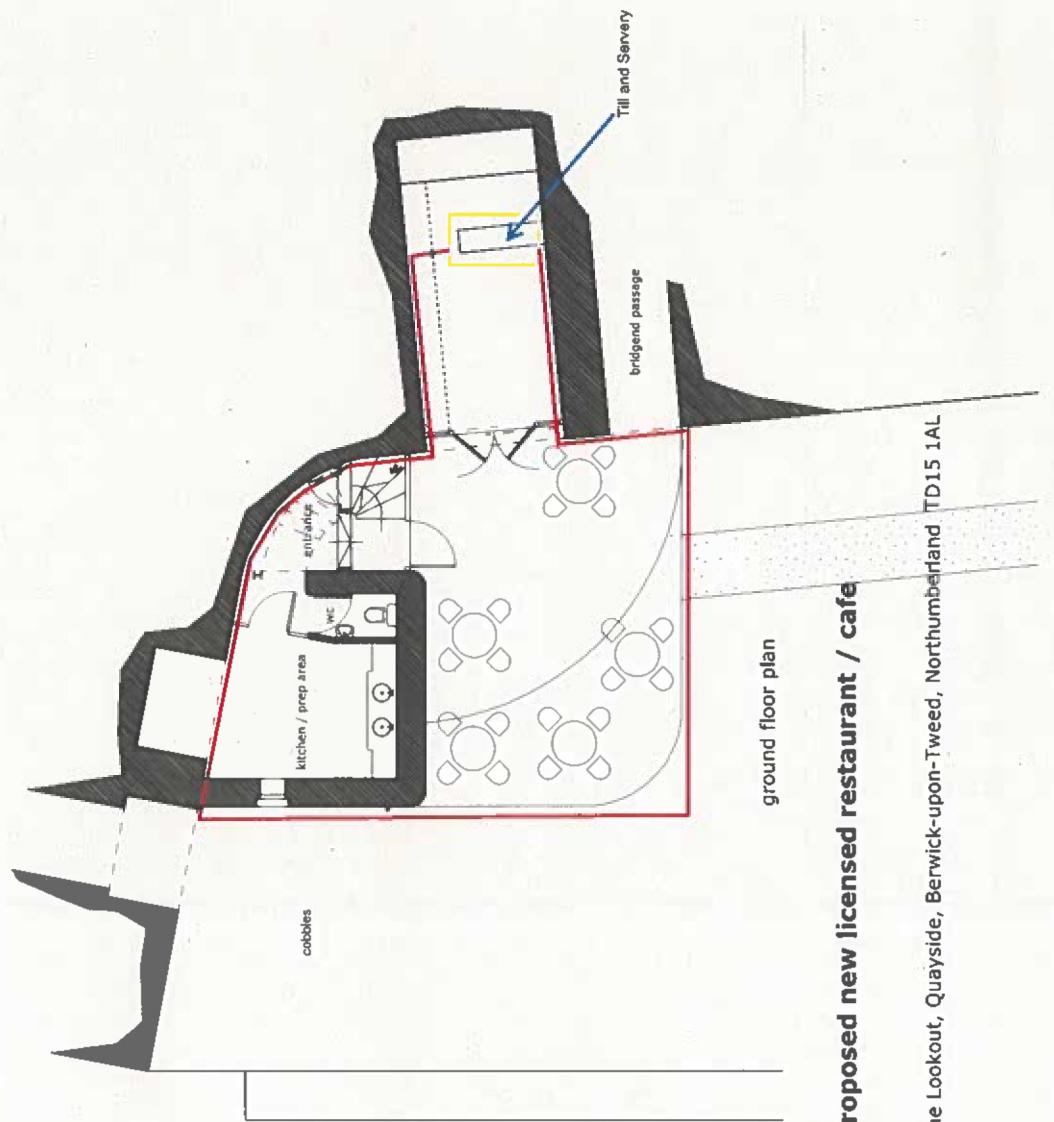 Till and Servery
bridgend passage
entrance
WC
kitchen / prep area
cobbles
ground floor plan
roposed new licensed restaurant / cafe
ne Lookout, Quayside, Berwick-upon-Tweed, Northumberland TD15 1AL